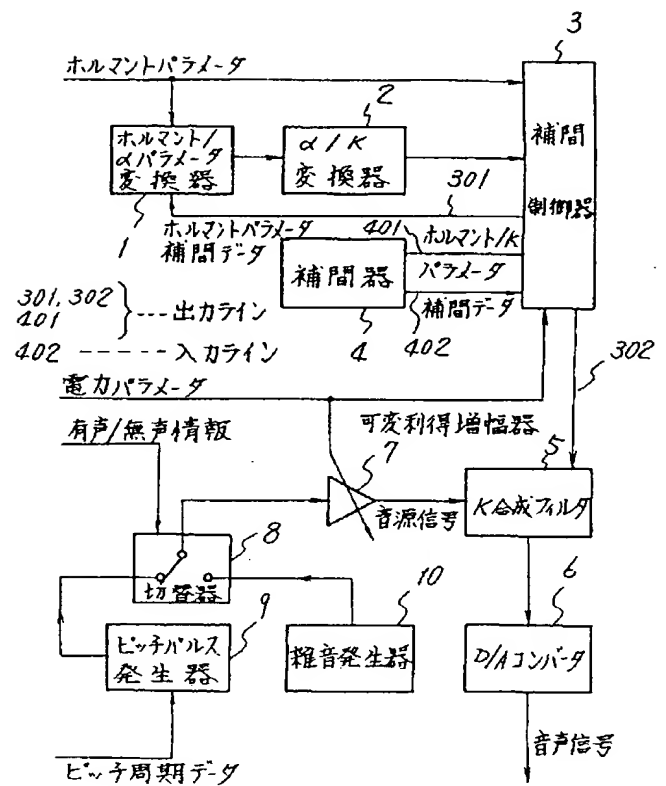 ホルマントパラメータ
3
ホルマント/
αパラメータ
変換器
1
2
α/K
変換器
補間
制御器
301
ホルマントパラメータ
補間データ
401
ホルマント/K
パラメータ
補間データ
補間器
4
402
301, 302
401
---出力ライン
402 ------入力ライン
302
電力パラメータ
有声/無声情報
可変利得増幅器
7
5
音源信号
K合成フィルタ
8
切替器
9
ピッチパルス
発生器
10
雑音発生器
6
D/Aコンバータ
音声信号
ピッチ周期データ